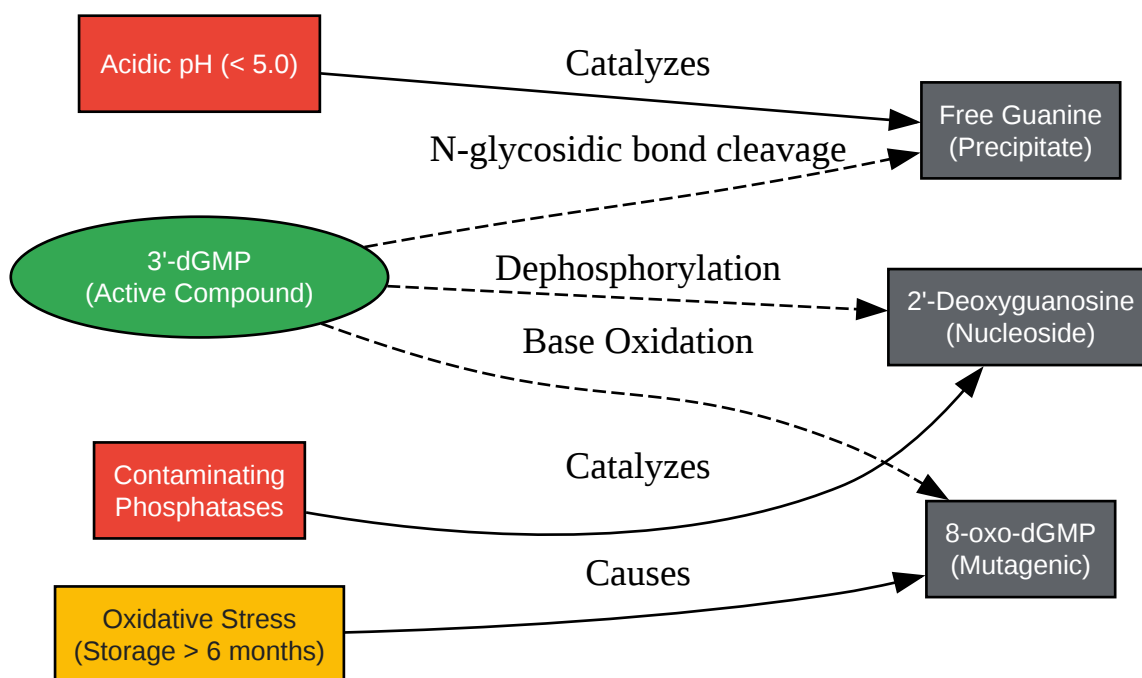 Acidic pH (< 5.0)
Catalyzes
Free Guanine
(Precipitate)
N-glycosidic bond cleavage
3'-dGMP
(Active Compound)
Dephosphorylation
2'-Deoxyguanosine
(Nucleoside)
Base Oxidation
Contaminating
Phosphatases
Catalyzes
8-oxo-dGMP
(Mutagenic)
Causes
Oxidative Stress
(Storage > 6 months)